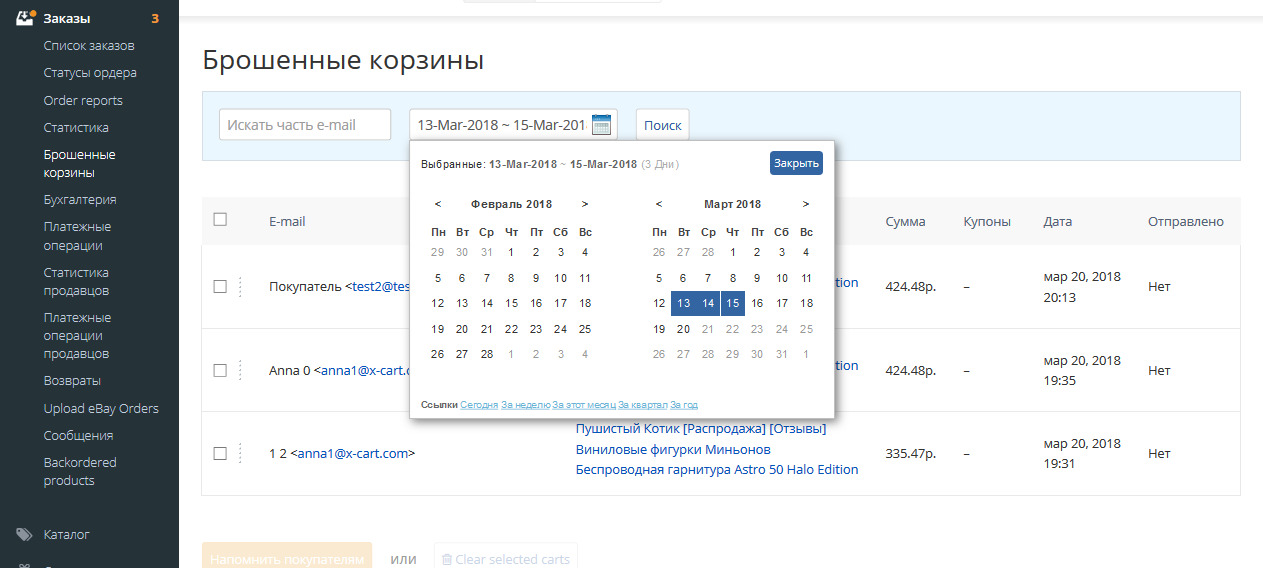 Заказы 3
Список заказов
Статусы ордера
Order reports
Статистика
Брошенные
корзины
Бухгалтерия
Платежные
операции
Статистика
продавцов
Платежные
операции
продавцов
Возвраты
Upload eBay Orders
Сообщения
Backordered
products
Каталог
Брошенные корзины
Искать часть e-mail
13-Mar-2018 ~ 15-Mar-201
Поиск
Выбранные: 13-Mar-2018 ~ 15-Mar-2018 (3 Дни)
Закрыть
< Февраль 2018 >
Пн Вт Ср Чт Пт Сб Вс
29 30 31 1 2 3 4
5 6 7 8 9 10 11
12 13 14 15 16 17 18
19 20 21 22 23 24 25
26 27 28 1 2 3 4
< Март 2018 >
Пн Вт Ср Чт Пт Сб Вс
26 27 28 1 2 3 4
5 6 7 8 9 10 11
12 13 14 15 16 17 18
19 20 21 22 23 24 25
26 27 28 29 30 31 1
Ссылки Сегодня За неделю За этот месяц За квартал За год
E-mail Сумма Купоны Дата Отправлено
Покупатель <test2@tes
tion
424.48р. – мар 20, 2018
20:13
Нет
Anna 0 <anna1@x-cart.c
tion
424.48р. – мар 20, 2018
19:35
Нет
1 2 <anna1@x-cart.com>
Пушистый Котик [Распродажа] [Отзывы]
Виниловые фигурки Миньонов
Беспроводная гарнитура Astro 50 Halo Edition
335.47р. – мар 20, 2018
19:31
Нет
Напомнить покупателям или Clear selected carts